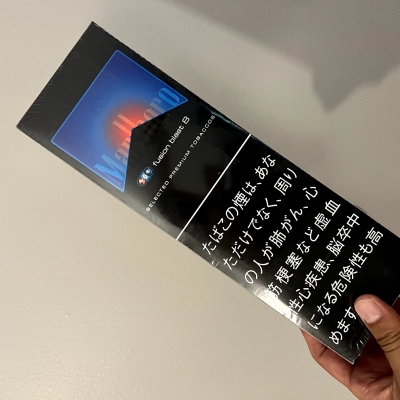 Marlboro
fusion blast 8
SELECTED PREMIUM TOBACCOS
たばこの煙は、あな
ただけでなく、周り
の人が肺がん、心
筋梗塞など虚血
性心疾患、脳卒中
になる危険性も高
めます